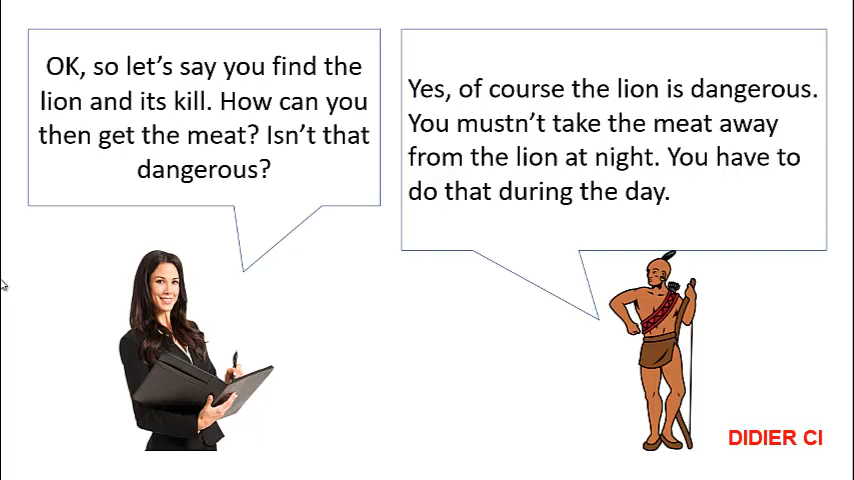 OK, so let’s say you find the
lion and its kill. How can you
then get the meat? Isn’t that
dangerous?
Yes, of course the lion is dangerous.
You mustn’t take the meat away
from the lion at night. You have to
do that during the day.
DIDIER CI